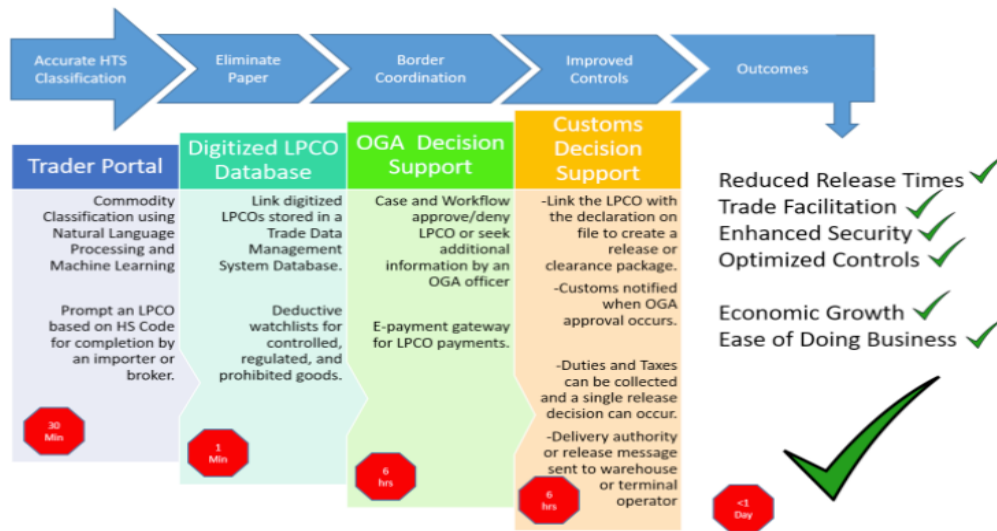 Accurate HTS
Classification
Eliminate
Paper
Border
Coordination
Improved
Controls
Outcomes
Trader Portal
Commodity
Classification using
Natural Language
Processing and
Machine Learning
Prompt an LPCO
based on HS Code
for completion by
an importer or
broker.
30
Min
Digitized LPCO
Database
Link digitized
LPCOs stored in a
Trade Data
Management
System Database.
Deductive
watchlists for
controlled,
regulated, and
prohibited goods.
1
Min
OGA Decision
Support
Case and Workflow
approve/deny
LPCO or seek
additional
information by an
OGA officer
E-payment gateway
for LPCO payments.
6
hrs
Customs
Decision
Support
-Link the LPCO with
the declaration on
file to create a
release or
clearance package.
-Customs notified
when OGA
approval occurs.
-Duties and Taxes
can be collected
and a single release
decision can occur.
-Delivery authority
or release message
sent to warehouse
or terminal
operator
6
hrs
Reduced Release Times
Trade Facilitation
Enhanced Security
Optimized Controls
Economic Growth
Ease of Doing Business
<1
Day